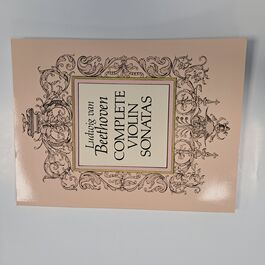 Ludwig van
Beethoven
COMPLETE
VIOLIN
SONATAS